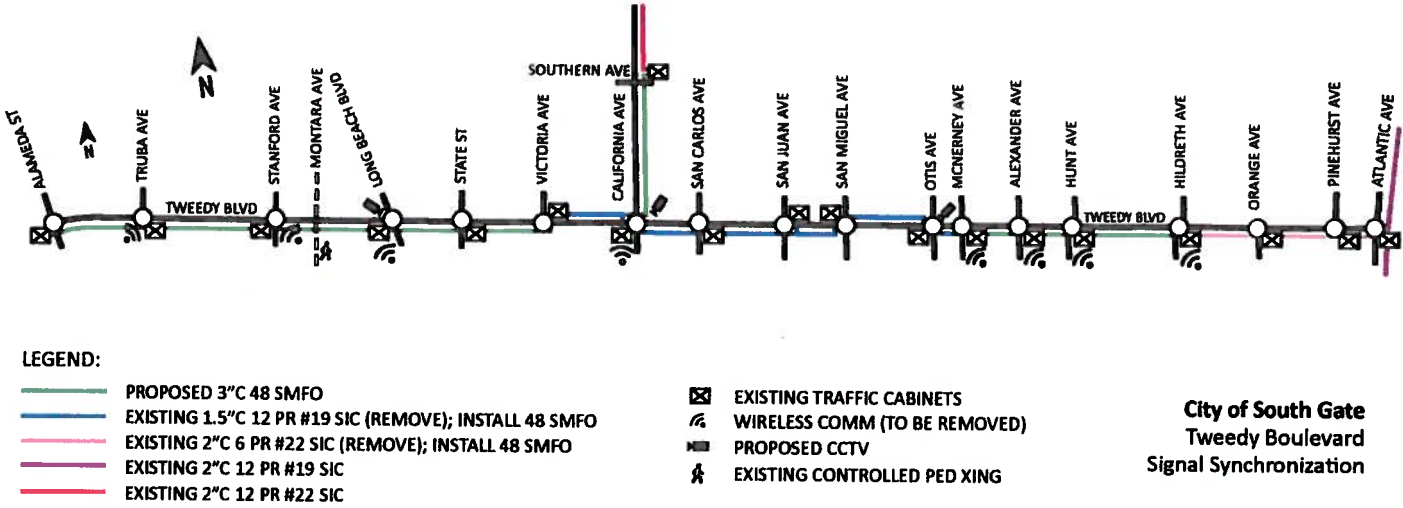 N
N
ALAMEDA ST
TRUBA AVE
STANFORD AVE
MONTARA AVE
LONG BEACH BLVD
STATE ST
VICTORIA AVE
SOUTHERN AVE
CALIFORNIA AVE
SAN CARLOS AVE
SAN JUAN AVE
SAN MIGUEL AVE
OTIS AVE
MCNERNEY AVE
ALEXANDER AVE
HUNT AVE
HILDRETH AVE
ORANGE AVE
PINEHURST AVE
ATLANTIC AVE
TWEEDY BLVD
TWEEDY BLVD
LEGEND:
PROPOSED 3"C 48 SMFO
EXISTING 1.5"C 12 PR #19 SIC (REMOVE); INSTALL 48 SMFO
EXISTING 2"C 6 PR #22 SIC (REMOVE); INSTALL 48 SMFO
EXISTING 2"C 12 PR #19 SIC
EXISTING 2"C 12 PR #22 SIC
EXISTING TRAFFIC CABINETS
WIRELESS COMM (TO BE REMOVED)
PROPOSED CCTV
EXISTING CONTROLLED PED XING
City of South Gate
Tweedy Boulevard
Signal Synchronization